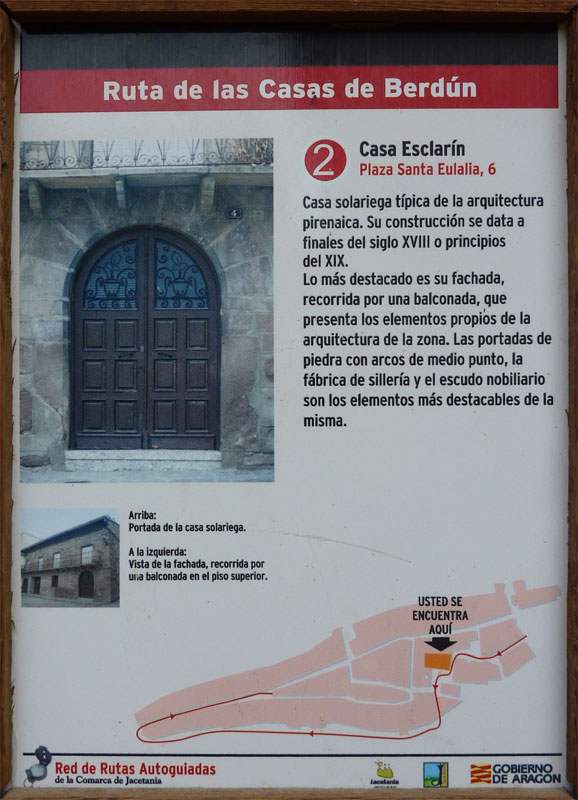 Ruta de las Casas de Berdún
4
2
Casa Esclarín
Plaza Santa Eulalia, 6
Casa solariega típica de la arquitectura
pirenaica. Su construcción se data a
finales del siglo XVIII o principios
del XIX.
Lo más destacado es su fachada,
recorrida por una balconada, que
presenta los elementos propios de la
arquitectura de la zona. Las portadas de
piedra con arcos de medio punto, la
fábrica de sillería y el escudo nobiliario
son los elementos más destacables de la
misma.
Arriba:
Portada de la casa solariega.
A la izquierda:
Vista de la fachada, recorrida por
una balconada en el piso superior.
USTED SE
ENCUENTRA
AQUÍ
Red de Rutas Autoguiadas
de la Comarca de Jacetania
Jacetania
GOBIERNO
DE ARAGON